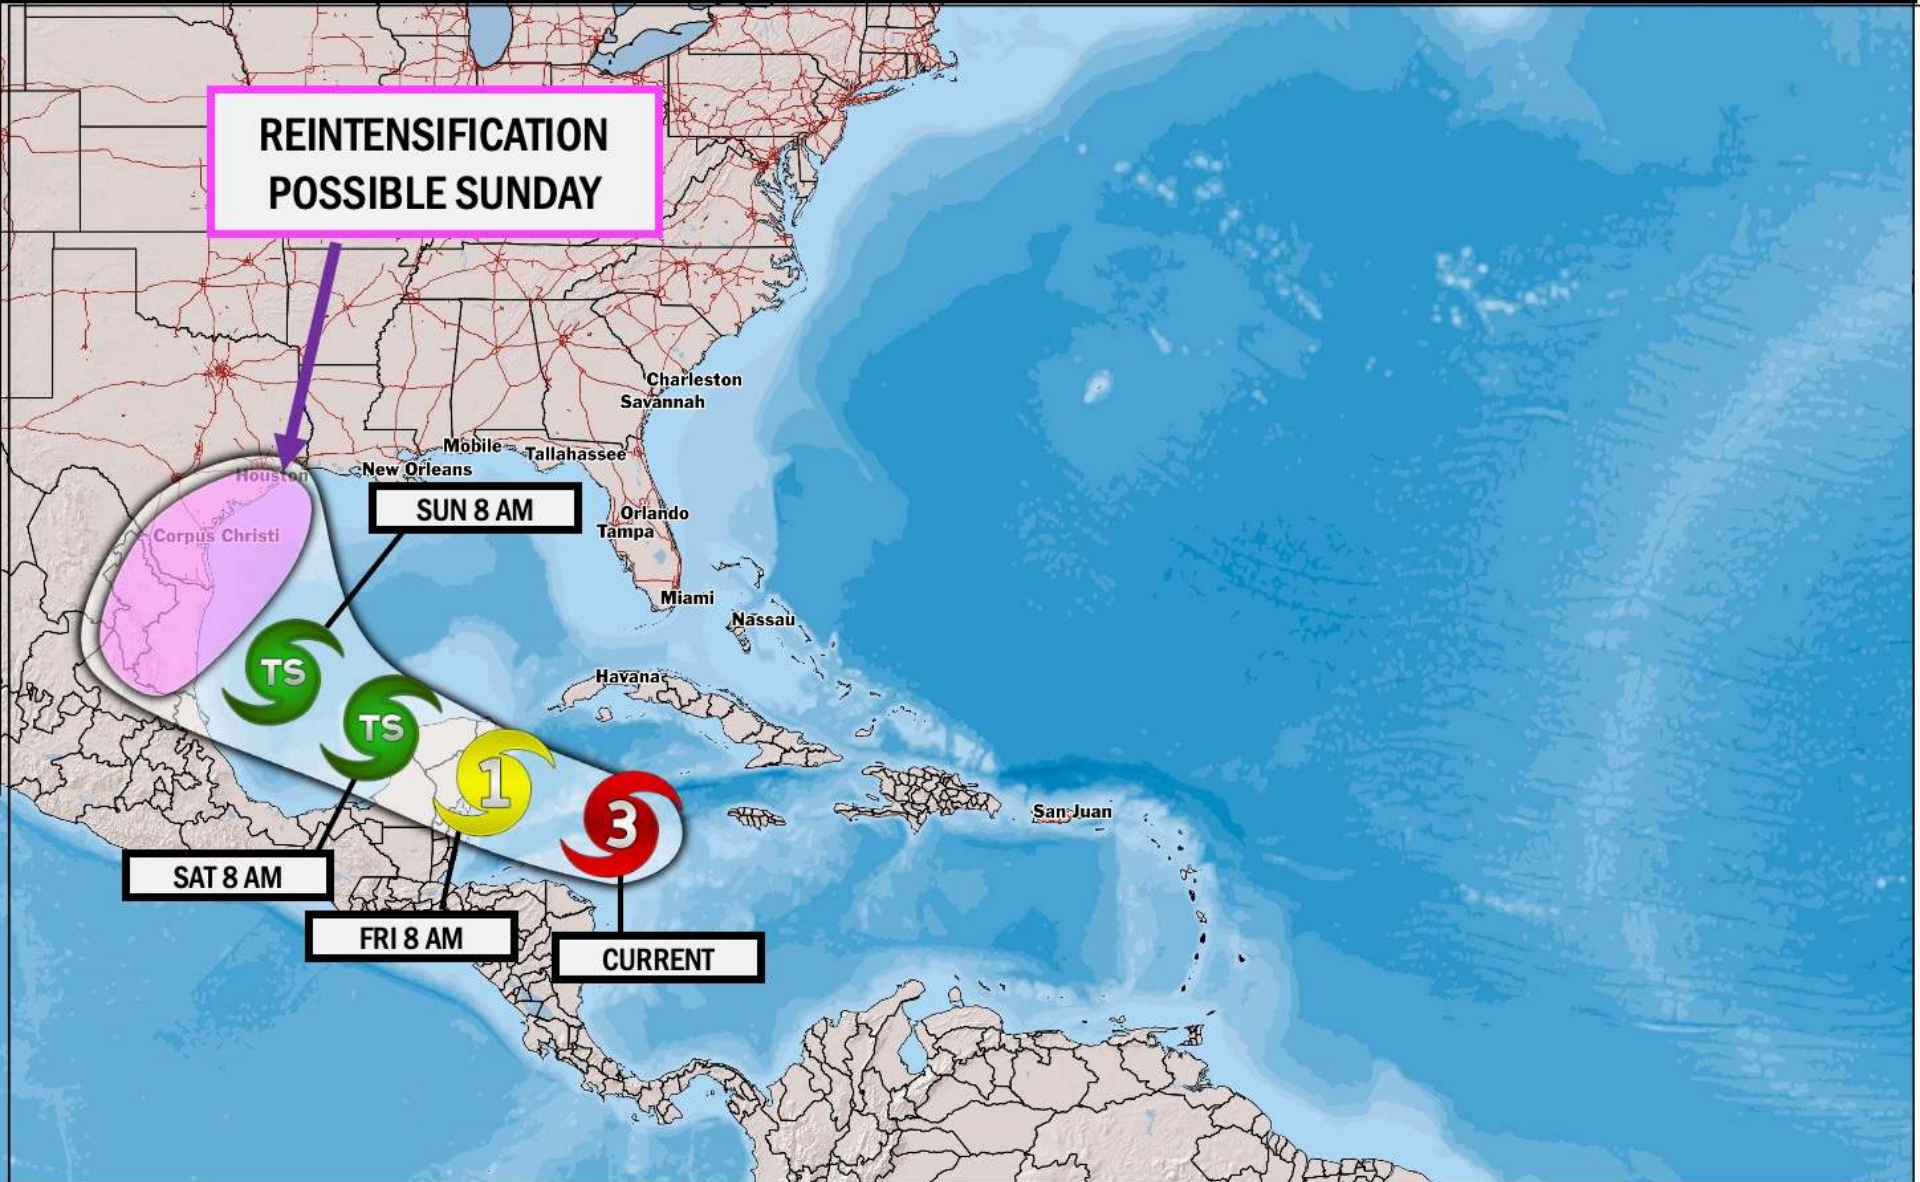 REINTENSIFICATION
POSSIBLE SUNDAY
Charleston
Savannah
Mobile
Tallahassee
New Orleans
Houston
SUN 8 AM
Orlando
Tampa
Corpus Christi
Miami
Nassau
Havana
TS
TS
1
3
San Juan
SAT 8 AM
FRI 8 AM
CURRENT